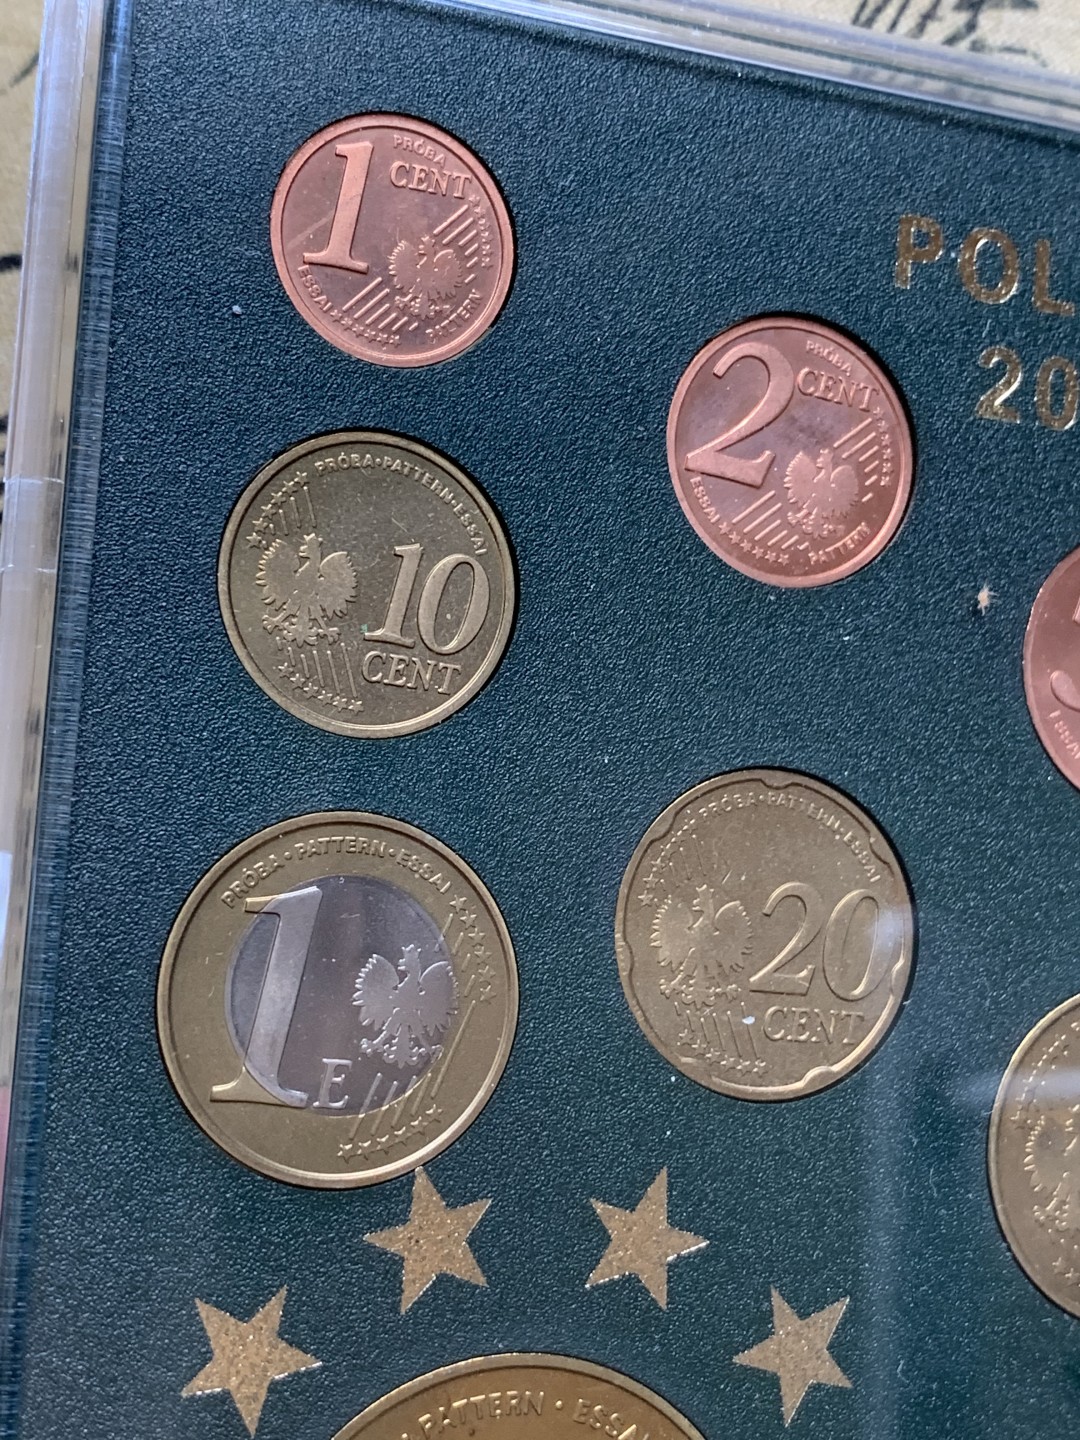 PRÓBA
1 CENT
ESSAI
PATTERN
POL
20
PRÓBA
2 CENT
ESSAI
PATTERN
PRÓBA·PATTERN·ESSAI
10
CENT
ESSAI
PRÓBA·PATTERN·ESSAI
20
CENT
PRÓBA·PATTERN·ESSAI
1 E
PATTERN · ESSA